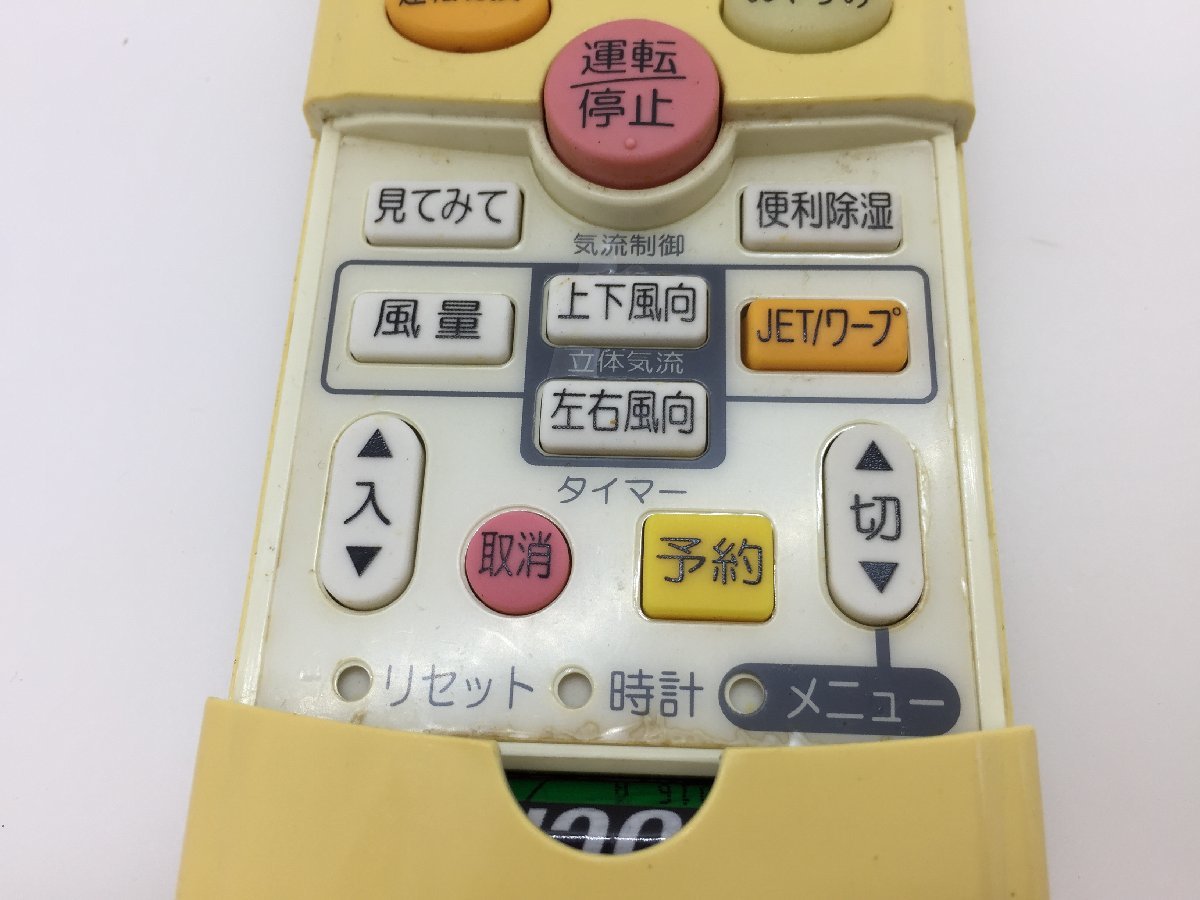 運転
停止
見てみて
便利除湿
気流制御
風量
上下風向
JET/ワープ
立体気流
左右風向
タイマー
入
切
取消
予約
リセット
時計
メニュー